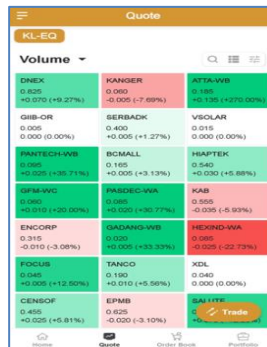 Quote
KL-EQ
Volume
DNEX
0.825
+0.070 (+9.27%)
KANGER
0.060
-0.005 (-7.69%)
ATTA-WB
0.185
+0.135 (+270.00%)
GIIB-OR
0.005
0.000 (0.00%)
SERBADK
0.400
+0.005 (+1.27%)
VSOLAR
0.015
0.000 (0.00%)
PANTECH-WB
0.095
+0.025 (+35.71%)
BCMALL
0.165
+0.005 (+3.13%)
HIAPTEK
0.540
+0.030 (+5.88%)
GFM-WC
0.060
+0.010 (+20.00%)
PASDEC-WA
0.085
+0.020 (+30.77%)
KAB
0.555
-0.035 (-5.93%)
ENCORP
0.315
-0.010 (-3.08%)
GADANG-WB
0.020
+0.005 (+33.33%)
HEXIND-WA
0.085
-0.025 (-22.73%)
FOCUS
0.045
+0.005 (+12.50%)
TANCO
0.190
+0.010 (+5.56%)
XDL
0.040
0.000 (0.00%)
CENSOF
0.455
+0.025 (+5.81%)
EPMB
0.625
-0.020 (-3.10%)
SALUTE
Trade
Home
Quote
Order Book
Portfolio